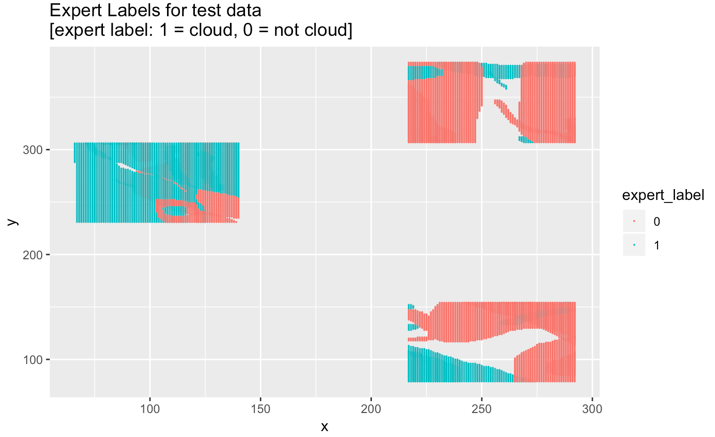 Expert Labels for test data
[expert label: 1 = cloud, 0 = not cloud]
300
200
100
y
100
150
200
250
300
x
expert_label
0
1